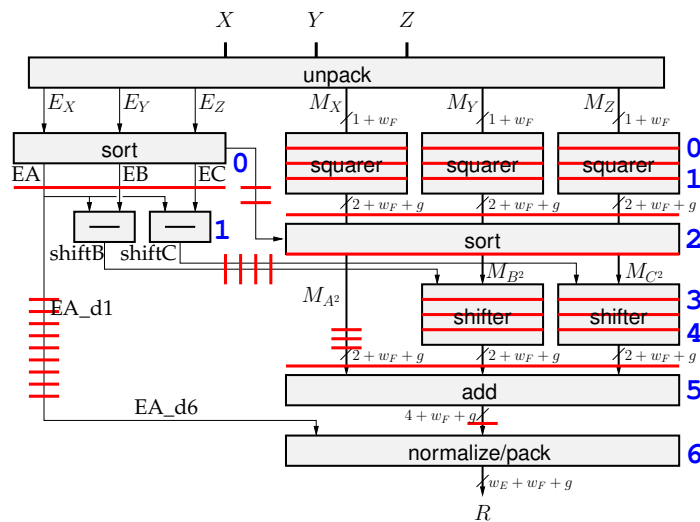 X Y Z
unpack
E_X E_Y E_Z M_X M_Y M_Z
1 + w_F 1 + w_F 1 + w_F
sort 0 squarer squarer squarer 0
EA EB EC 1
2 + w_F + g 2 + w_F + g 2 + w_F + g
1 sort 2
shiftB shiftC
M_{B^2} M_{C^2}
M_{A^2} 3
EA_d1 shifter shifter
4
2 + w_F + g 2 + w_F + g 2 + w_F + g
add 5
EA_d6 4 + w_F + g
normalize/pack 6
w_E + w_F + g
R